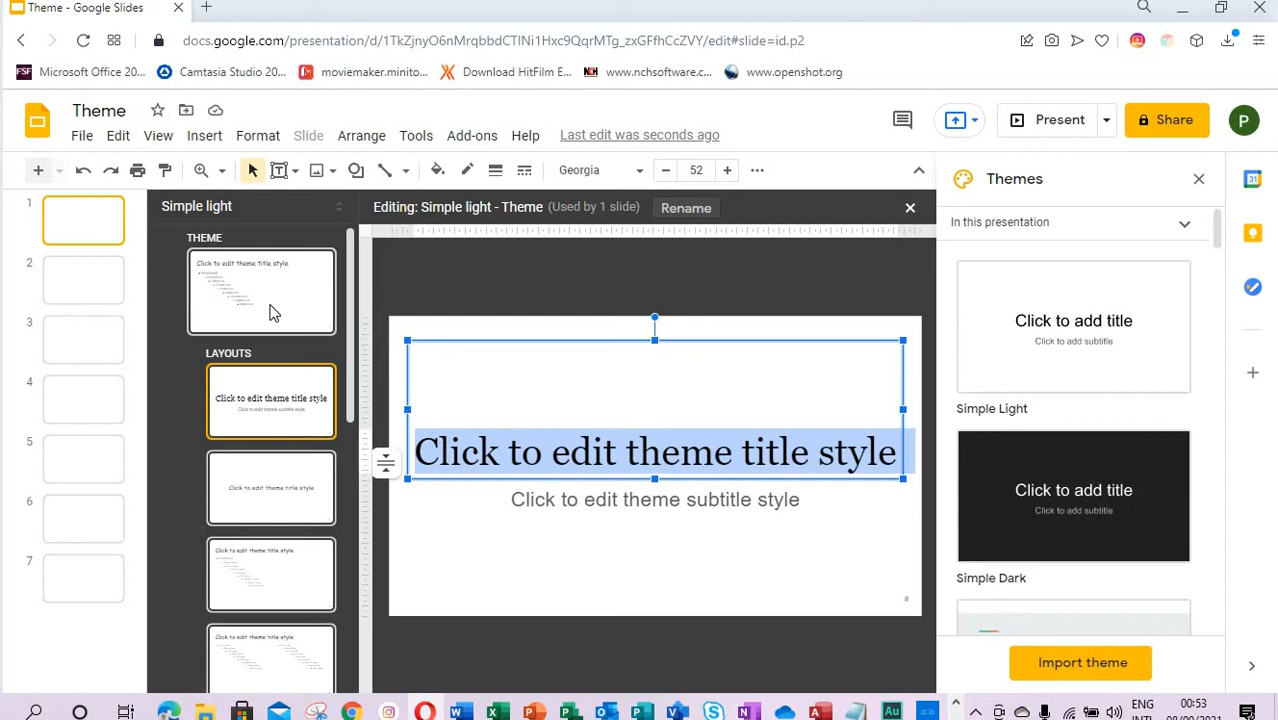 Theme - Google Slides
docs.google.com/presentation/d/1TkZjnyO6nMrqbbdCTINi1Hxc9QqrMTg_zxGFfhCcZVY/edit#slide=id.p2
Microsoft Office 20...
Camtasia Studio 20...
moviemaker.minito...
Download HitFilm E...
www.nchsoftware.c...
www.openshot.org
Theme
File Edit View Insert Format Slide Arrange Tools Add-ons Help Last edit was seconds ago
Present
Share
P
Georgia
52
Themes
1
2
3
4
5
6
7
Simple light
THEME
Click to edit theme title style
LAYOUTS
Click to edit theme title style
Click to edit theme subtitle style
Click to edit theme title style
Click to edit theme title style
Click to edit theme title style
Editing: Simple light - Theme (Used by 1 slide) Rename
Click to edit theme title style
Click to edit theme subtitle style
#
In this presentation
Click to add title
Click to add subtitle
Simple Light
Click to add title
Click to add subtitle
Simple Dark
Import theme
ENG
00:53